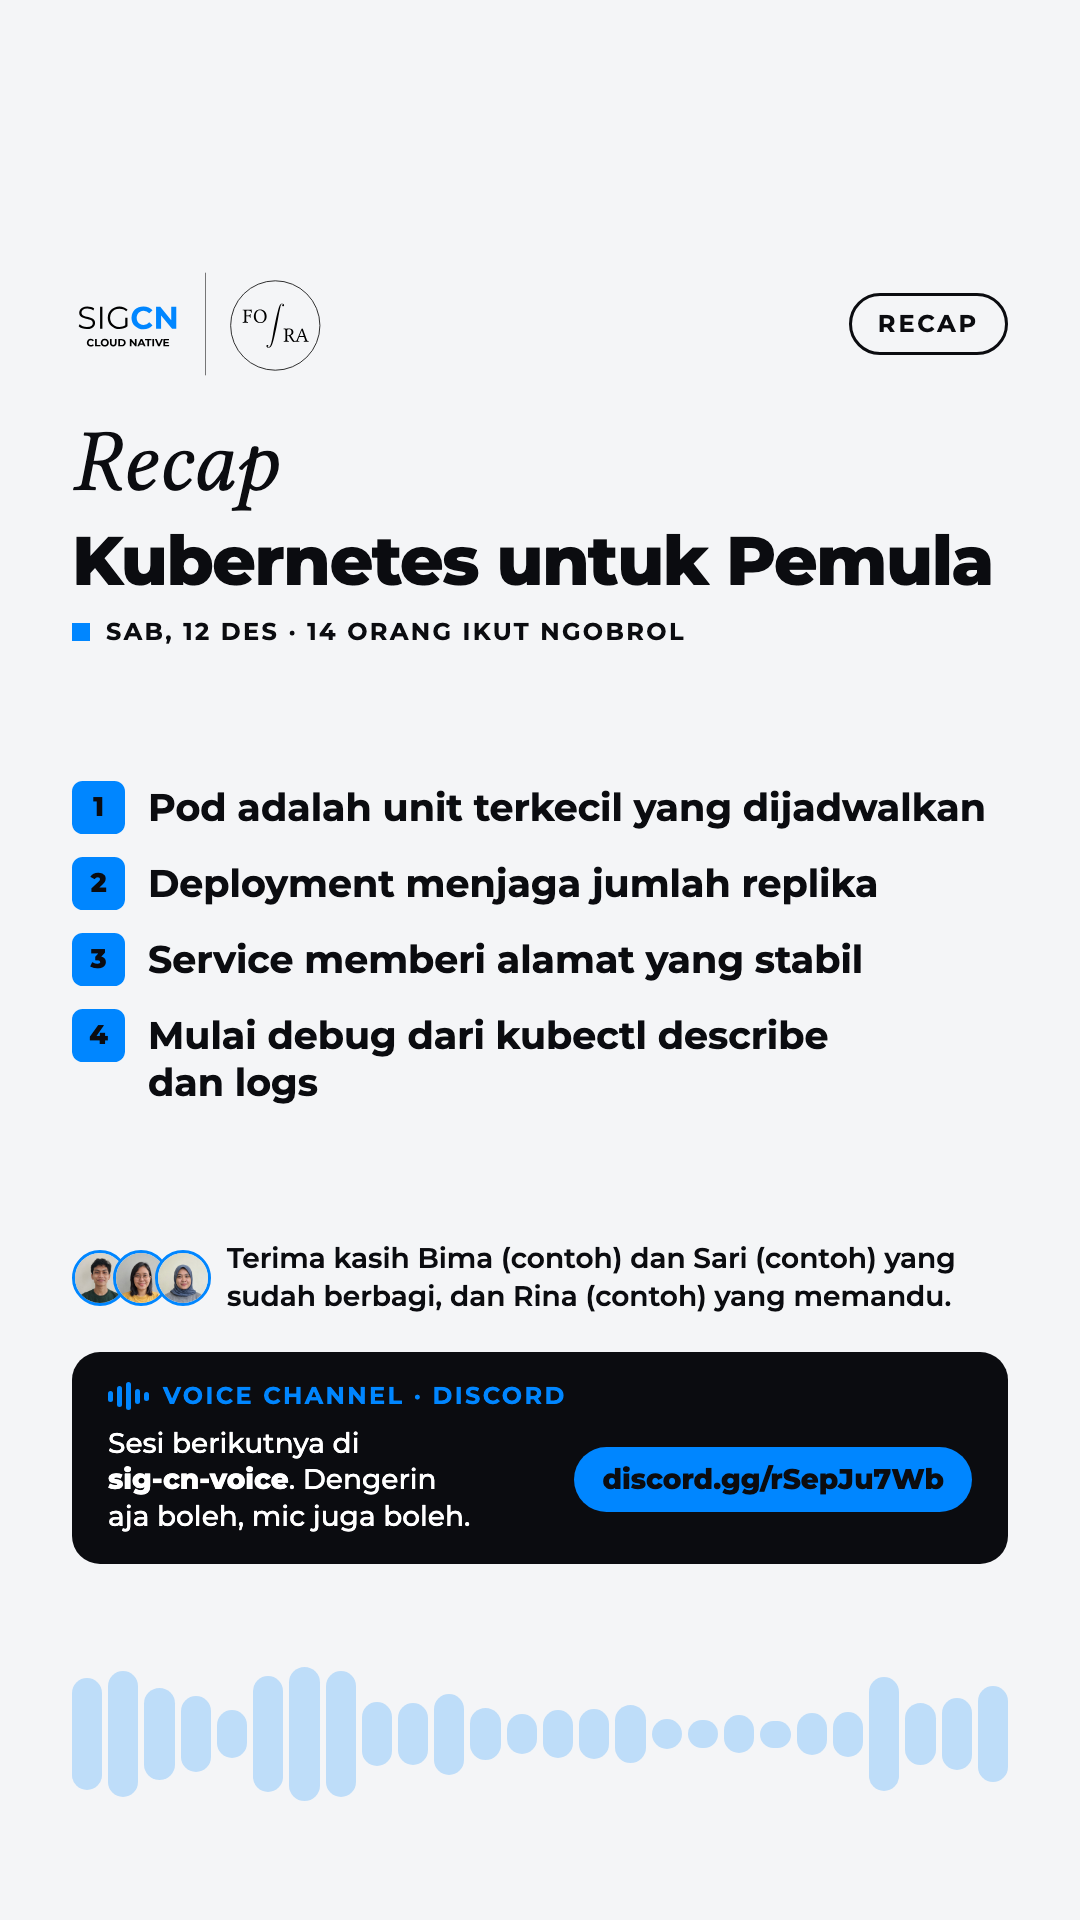 SIGCN
CLOUD NATIVE
FO RA
RECAP
Recap
Kubernetes untuk Pemula
SAB, 12 DES · 14 ORANG IKUT NGOBROL
1 Pod adalah unit terkecil yang dijadwalkan
2 Deployment menjaga jumlah replika
3 Service memberi alamat yang stabil
4 Mulai debug dari kubectl describe
dan logs
Terima kasih Bima (contoh) dan Sari (contoh) yang
sudah berbagi, dan Rina (contoh) yang memandu.
VOICE CHANNEL · DISCORD
Sesi berikutnya di
sig-cn-voice. Dengerin
aja boleh, mic juga boleh.
discord.gg/rSepJu7Wb